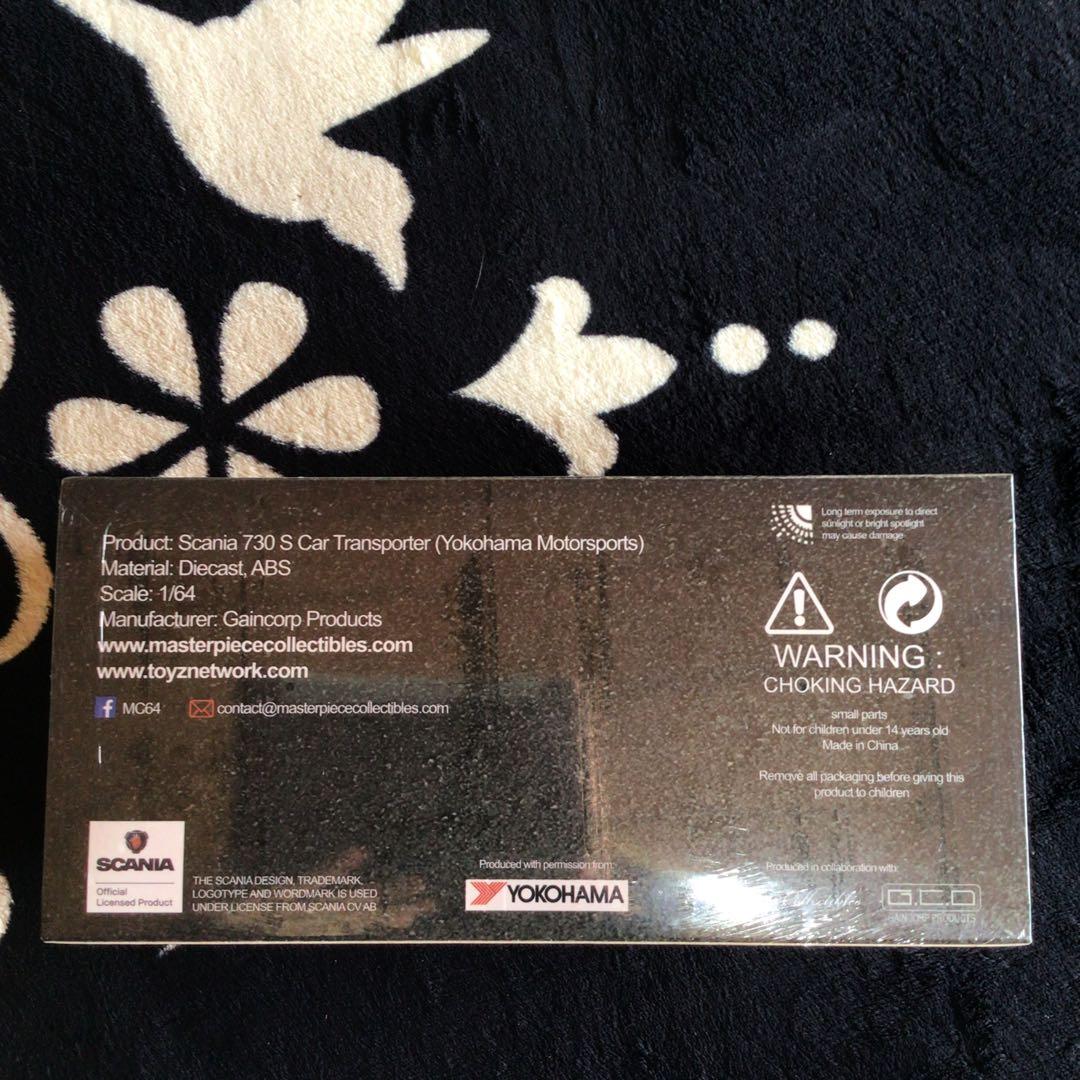 Product: Scania 730 S Car Transporter (Yokohama Motorsports)
Material: Diecast, ABS
Scale: 1/64
Manufacturer: Gaincorp Products
www.masterpiececollectibles.com
www.toyznetwork.com
f MC64 contact@masterpiececollectibles.com
Long term exposure to direct
sunlight or bright spotlight
may cause damage
WARNING :
CHOKING HAZARD
small parts
Not for children under 14 years old
Made in China
Remove all packaging before giving this
product to children
SCANIA
Official
Licensed Product
THE SCANIA DESIGN, TRADEMARK,
LOGOTYPE AND WORDMARK IS USED
UNDER LICENSE FROM SCANIA CV AB
Produced with permission from:
YOKOHAMA
Produced in collaboration with:
G.C.D
GAINCORP PRODUCTS